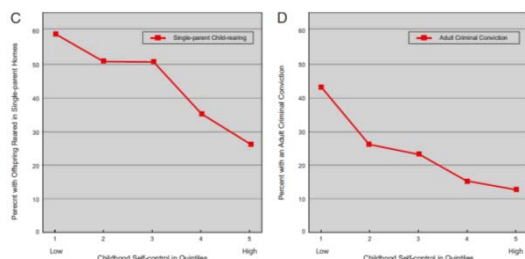 C
Single-parent Child-rearing
Perecnt with Offspring Reared in Single-parent Homes
60
50
40
30
20
10
0
1 2 3 4 5
Low High
Childhood Self-control in Quintiles
D
Adult Criminal Conviction
Percent with an Adult Criminal Conviction
60
50
40
30
20
10
0
1 2 3 4 5
Low High
Childhood Self-control in Quintiles